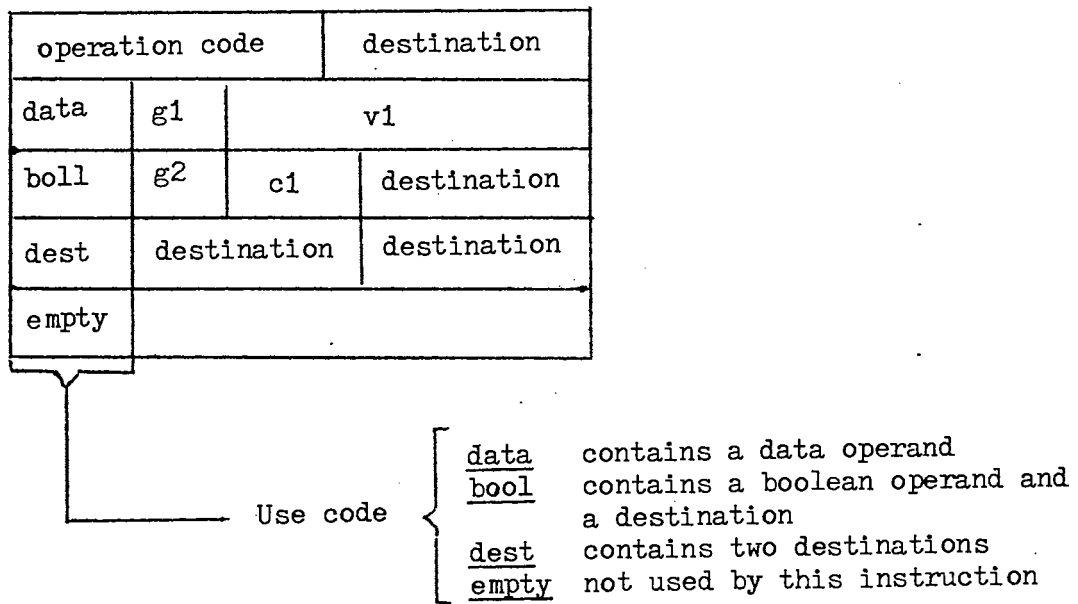 operation code destination
data g1 v1
boll g2 c1 destination
dest destination destination
empty
data contains a data operand
bool contains a boolean operand and
Use code
a destination
dest contains two destinations
empty not used by this instruction